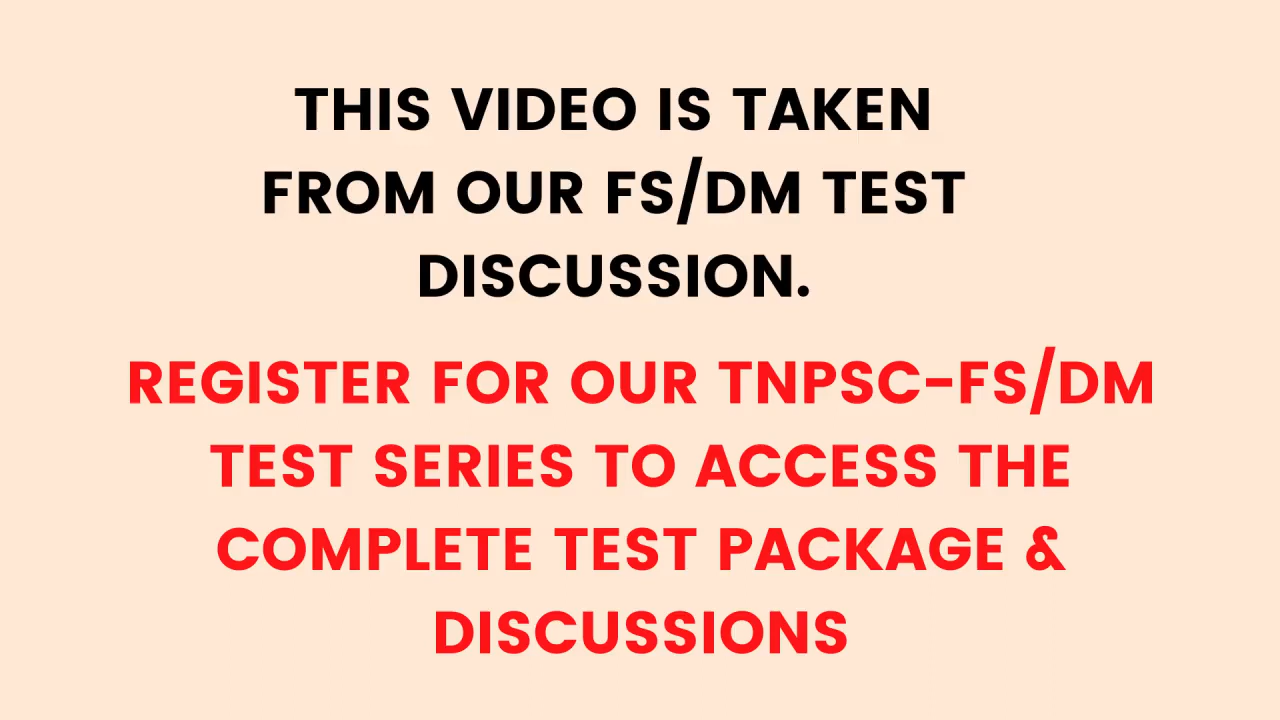 THIS VIDEO IS TAKEN
FROM OUR FS/DM TEST
DISCUSSION.
REGISTER FOR OUR TNPSC-FS/DM
TEST SERIES TO ACCESS THE
COMPLETE TEST PACKAGE &
DISCUSSIONS